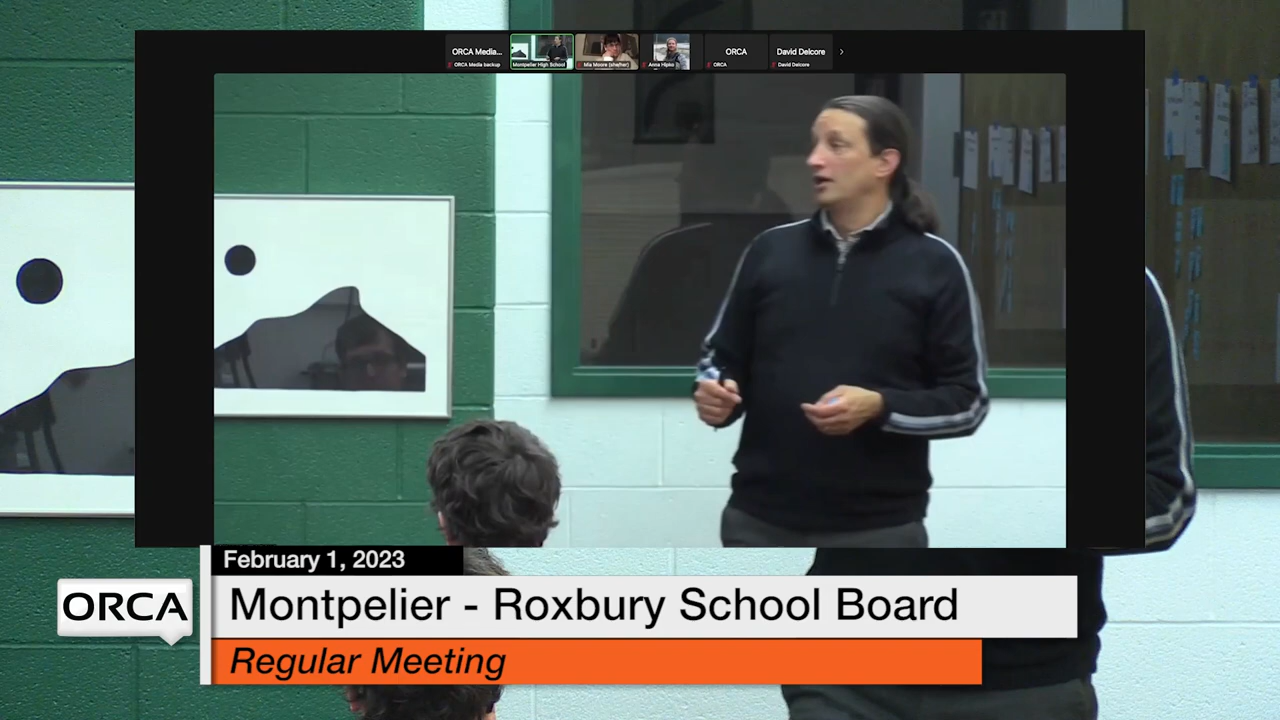 ORCA Media... ORCA David Delcore
ORCA Media backup Montpelier High School Mia Moore (she/her) Anna Hipko ORCA David Delcore
February 1, 2023
ORCA Montpelier - Roxbury School Board
Regular Meeting